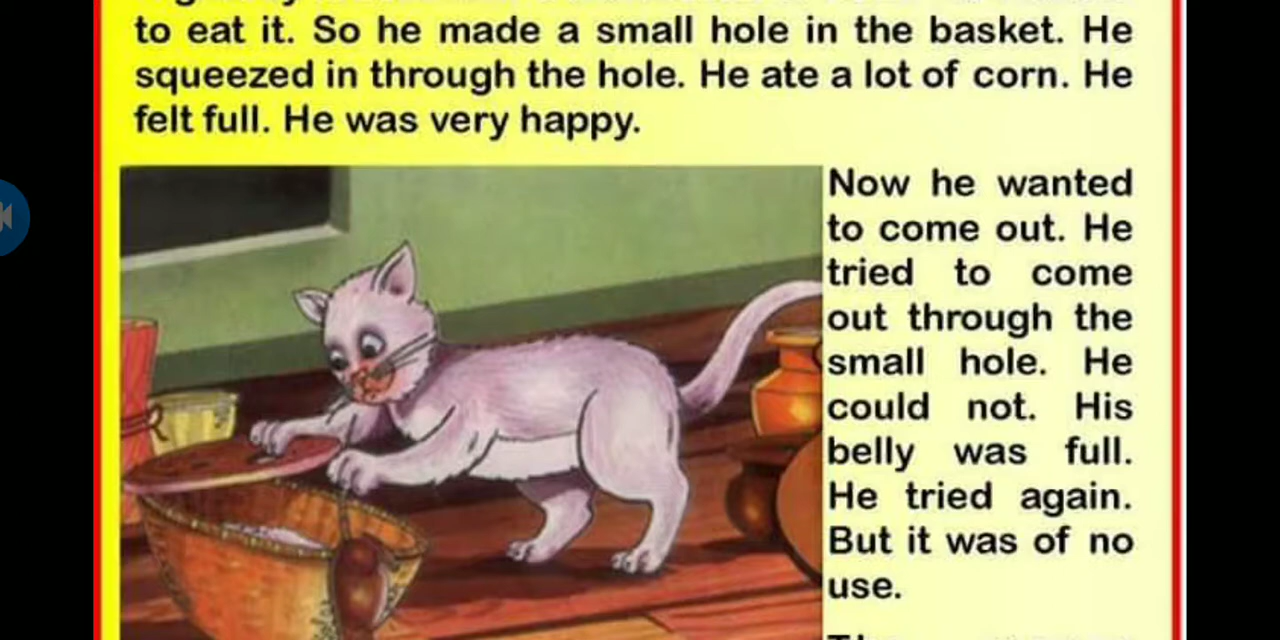 to eat it. So he made a small hole in the basket. He
squeezed in through the hole. He ate a lot of corn. He
felt full. He was very happy.
Now he wanted
to come out. He
tried to come
out through the
small hole. He
could not. His
belly was full.
He tried again.
But it was of no
use.